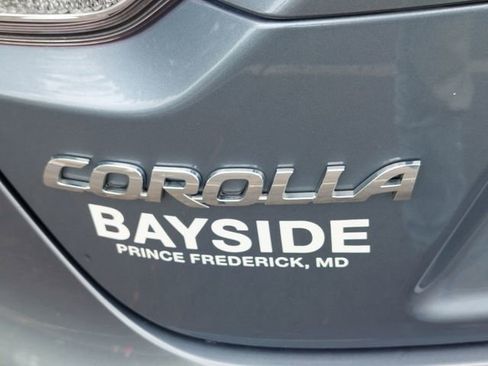 COROLLA
BAYSIDE
PRINCE FREDERICK, MD